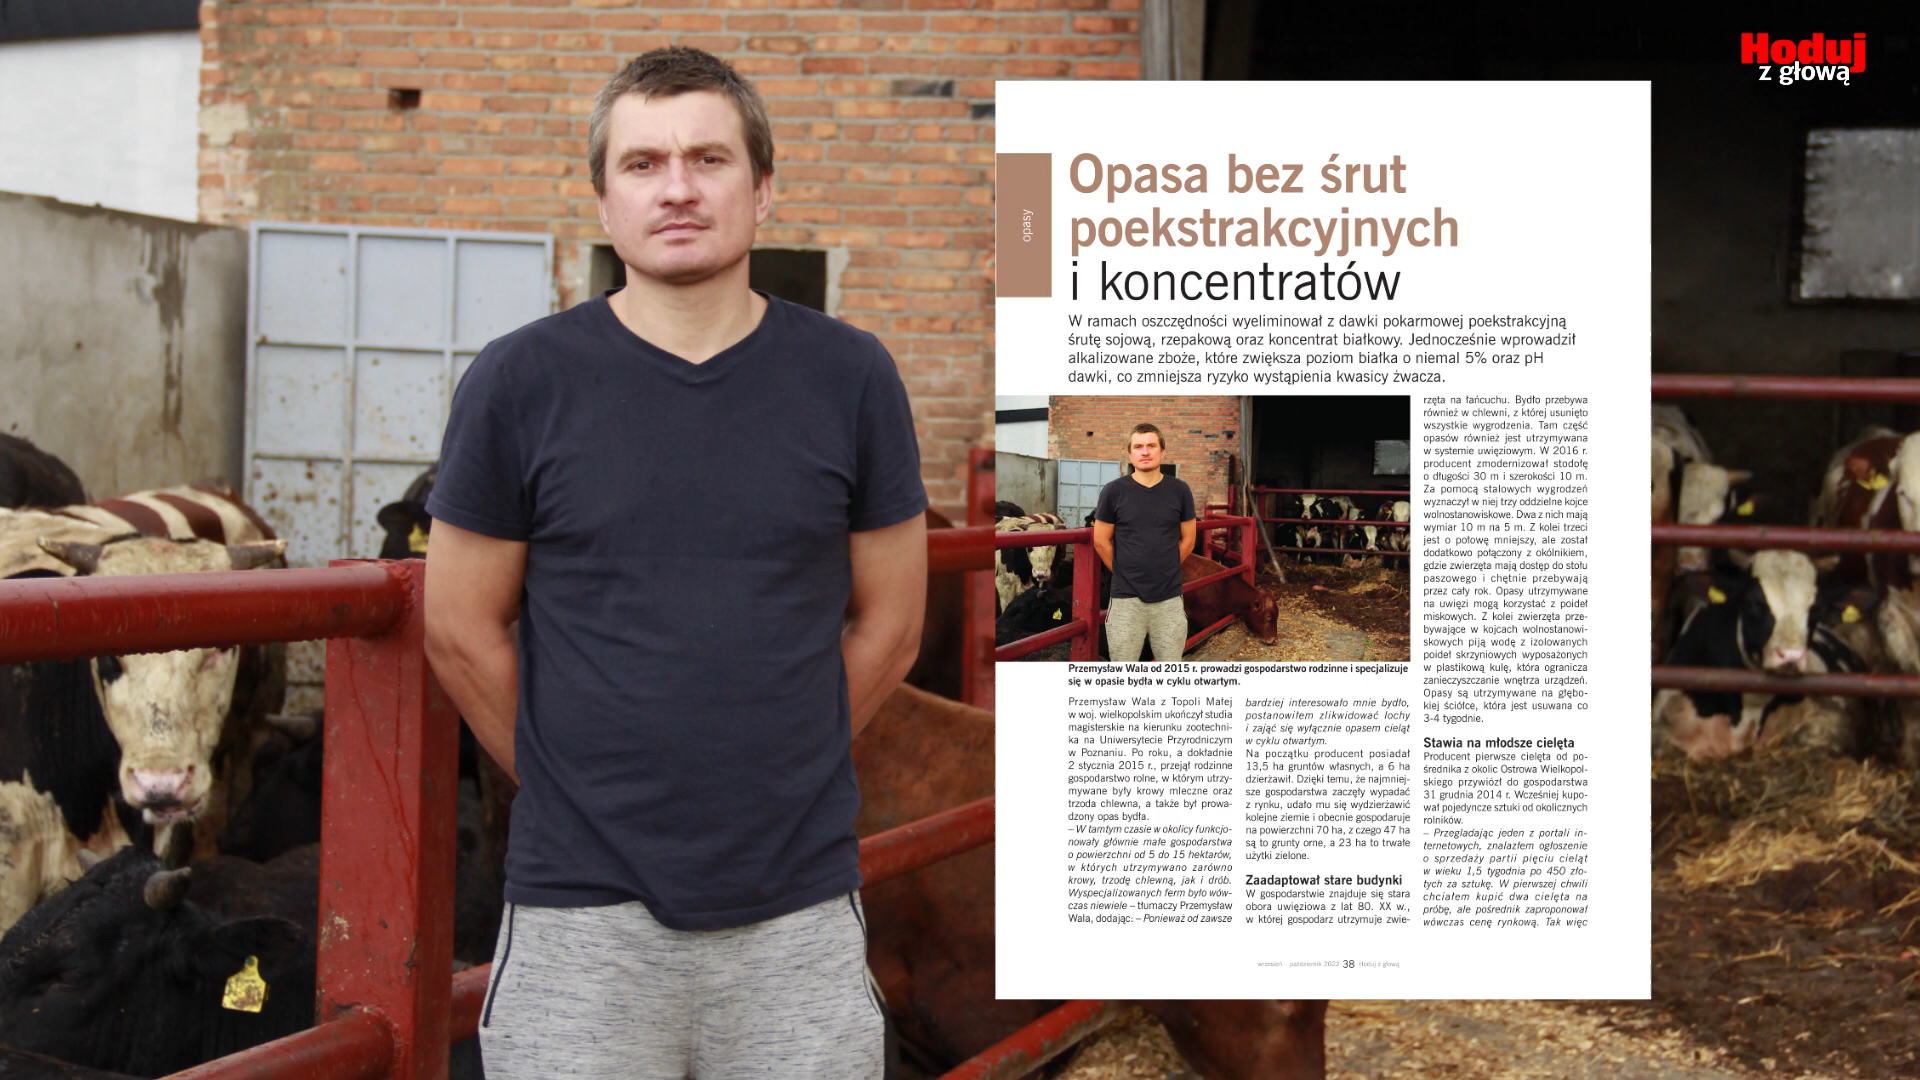 Hoduj
z głową
opasy
Opasa bez śrut
poekstrakcyjnych
i koncentratów
W ramach oszczędności wyeliminował z dawki pokarmowej poekstrakcyjną
śrutę sojową, rzepakową oraz koncentrat białkowy. Jednocześnie wprowadził
alkalizowane zboże, które zwiększa poziom białka o niemal 5% oraz pH
dawki, co zmniejsza ryzyko wystąpienia kwasicy żwacza.
Przemysław Wala od 2015 r. prowadzi gospodarstwo rodzinne i specjalizuje
się w opasie bydła w cyklu otwartym.
Przemysław Wala z Topoli Małej
w woj. wielkopolskim ukończył studia
magisterskie na kierunku zootechni-
ka na Uniwersytecie Przyrodniczym
w Poznaniu. Po roku, a dokładnie
2 stycznia 2015 r., przejął rodzinne
gospodarstwo rolne, w którym utrzy-
mywane były krowy mleczne oraz
trzoda chlewna, a także był prowa-
dzony opas bydła.
– W tamtym czasie w okolicy funkcjo-
nowały głównie małe gospodarstwa
o powierzchni od 5 do 15 hektarów,
w których utrzymywano zarówno
krowy, trzodę chlewną, jak i drób.
Wyspecjalizowanych ferm było wów-
czas niewiele – tłumaczy Przemysław
Wala, dodając: – Ponieważ od zawsze
bardziej interesowało mnie bydło,
postanowiłem zlikwidować lochy
i zająć się wyłącznie opasem cieląt
w cyklu otwartym.
Na początku producent posiadał
13,5 ha gruntów własnych, a 6 ha
dzierżawił. Dzięki temu, że najmniej-
sze gospodarstwa zaczęły wypadać
z rynku, udało mu się wydzierżawić
kolejne ziemie i obecnie gospodaruje
na powierzchni 70 ha, z czego 47 ha
są to grunty orne, a 23 ha to trwałe
użytki zielone.
Zaadaptował stare budynki
W gospodarstwie znajduje się stara
obora uwięziowa z lat 80. XX w.,
w której gospodarz utrzymuje zwie-
rzęta na łańcuchu. Bydło przebywa
również w chlewni, z której usunięto
wszystkie wygrodzenia. Tam część
opasów również jest utrzymywana
w systemie uwięziowym. W 2016 r.
producent zmodernizował stodołę
o długości 30 m i szerokości 10 m.
Za pomocą stalowych wygrodzeń
wyznaczył w niej trzy oddzielne kojce
wolnostanowiskowe. Dwa z nich mają
wymiar 10 m na 5 m. Z kolei trzeci
jest o połowę mniejszy, ale został
dodatkowo połączony z okólnikiem,
gdzie zwierzęta mają dostęp do stołu
paszowego i chętnie przebywają
przez cały rok. Opasy utrzymywane
na uwięzi mogą korzystać z poideł
miskowych. Z kolei zwierzęta prze-
bywające w kojcach wolnostanowi-
skowych piją wodę z izolowanych
poideł skrzyniowych wyposażonych
w plastikową kulę, która ogranicza
zanieczyszczanie wnętrza urządzeń.
Opasy są utrzymywane na głębo-
kiej ściółce, która jest usuwana co
3-4 tygodnie.
Stawia na młodsze cielęta
Producent pierwsze cielęta od po-
średnika z okolic Ostrowa Wielkopol-
skiego przywiózł do gospodarstwa
31 grudnia 2014 r. Wcześniej kupo-
wał pojedyncze sztuki od okolicznych
rolników.
– Przeglądając jeden z portali in-
ternetowych, znalazłem ogłoszenie
o sprzedaży partii pięciu cieląt
w wieku 1,5 tygodnia po 450 zło-
tych za sztukę. W pierwszej chwili
chciałem kupić dwa cielęta na
próbę, ale pośrednik zaproponował
wówczas cenę rynkową. Tak więc
wrzesień - październik 2022 38 Hoduj z głową